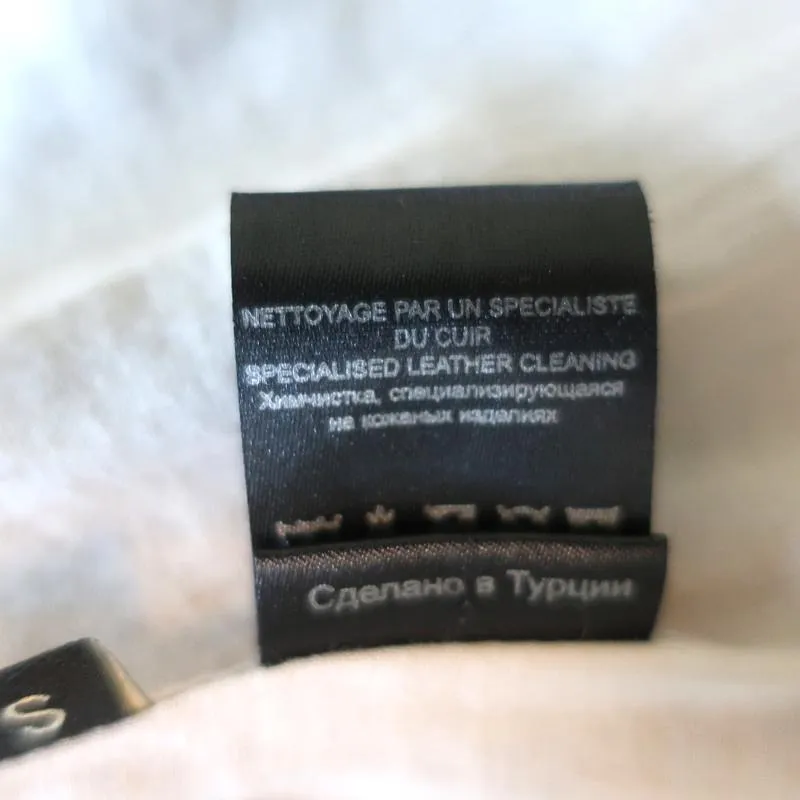 NETTOYAGE PAR UN SPECIALISTE
DU CUIR
SPECIALISED LEATHER CLEANING
Химчистка, специализирующаяся
на кожаных изделиях
Сделано в Турции
S